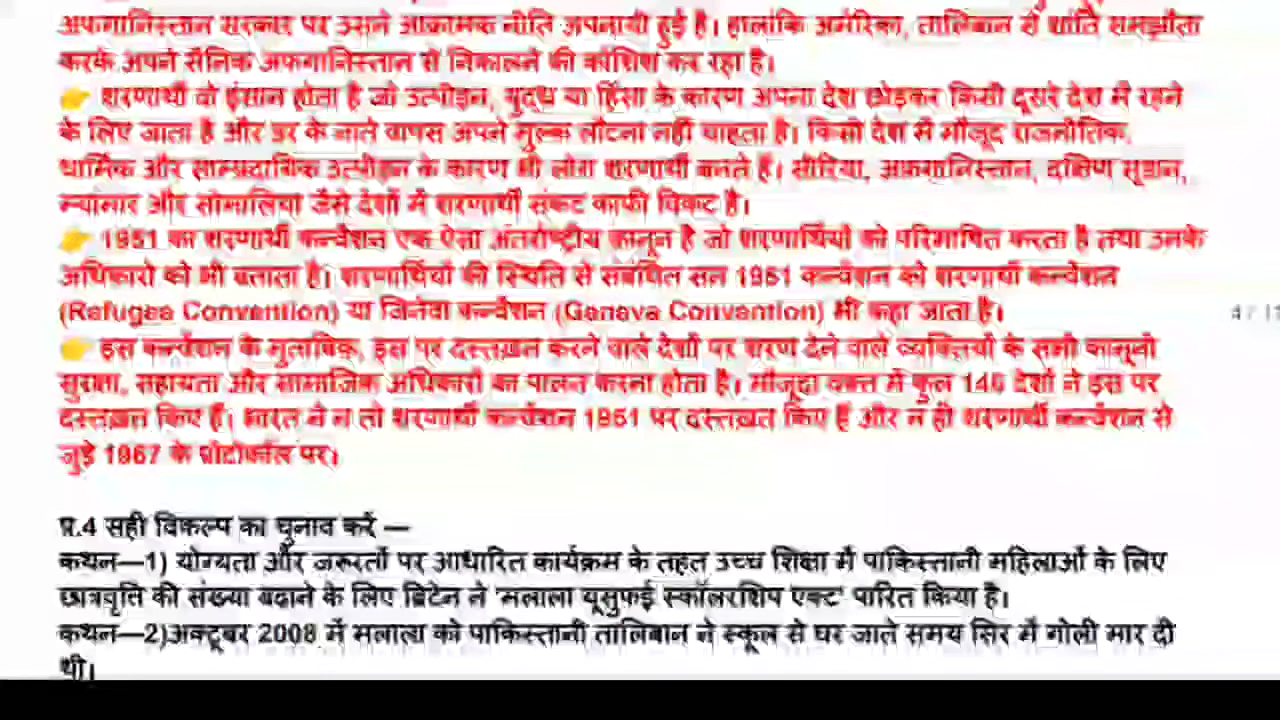 अफगानिस्तान सरकार पर उसने आक्रामक नीति अपनायी हुई है। हालांकि अमेरिका, तालिबान से शांति समझौता
करके अपने सैनिक अफगानिस्तान से निकालने की कोशिश कर रहा है।
👉 शरणार्थी वो इंसान होता है जो उत्पीड़न, युद्ध या हिंसा के कारण अपना देश छोड़कर किसी दूसरे देश में रहने
के लिए जाता है और डर के नाते वापस अपने मुल्क लौटना नहीं चाहता है। किसी देश में मौजूद राजनीतिक,
धार्मिक और साम्प्रदायिक उत्पीड़न के कारण भी लोग शरणार्थी बनते हैं। सीरिया, अफ़गानिस्तान, दक्षिण सूडान,
म्यांमार और सोमालिया जैसे देशों में शरणार्थी संकट काफी विकट है।
👉 1951 का शरणार्थी कन्वेंशन एक ऐसा अंतर्राष्ट्रीय कानून है जो शरणार्थियों को परिभाषित करता है तथा उनके
अधिकारों को भी बताता है। शरणार्थियों की स्थिति से संबंधित सन 1951 कन्वेंशन को शरणार्थी कन्वेंशन
(Refugee Convention) या जिनेवा कन्वेंशन (Geneva Convention) भी कहा जाता है।
👉 इस कन्वेंशन के मुताबिक, इस पर दस्तख़त करने वाले देशों पर शरण देने वाले व्यक्तियों के सभी कानूनी
सुरक्षा, सहायता और सामाजिक अधिकारों का पालन करना होता है। मौजूदा वक्त में कुल 146 देशों ने इस पर
दस्तख़त किए हैं। भारत ने न तो शरणार्थी कन्वेंशन 1951 पर दस्तख़त किए हैं और न ही शरणार्थी कन्वेंशन से
जुड़े 1967 के प्रोटोकॉल पर।
प्र.4 सही विकल्प का चुनाव करें —
कथन—1) योग्यता और जरूरतों पर आधारित कार्यक्रम के तहत उच्च शिक्षा में पाकिस्तानी महिलाओं के लिए
छात्रवृति की संख्या बढाने के लिए ब्रिटेन ने 'मलाला यूसुफई स्कॉलरशिप एक्ट' पारित किया है।
कथन—2)अक्टूबर 2008 में मलाला को पाकिस्तानी तालिबान ने स्कूल से घर जाते समय सिर में गोली मार दी
थी।